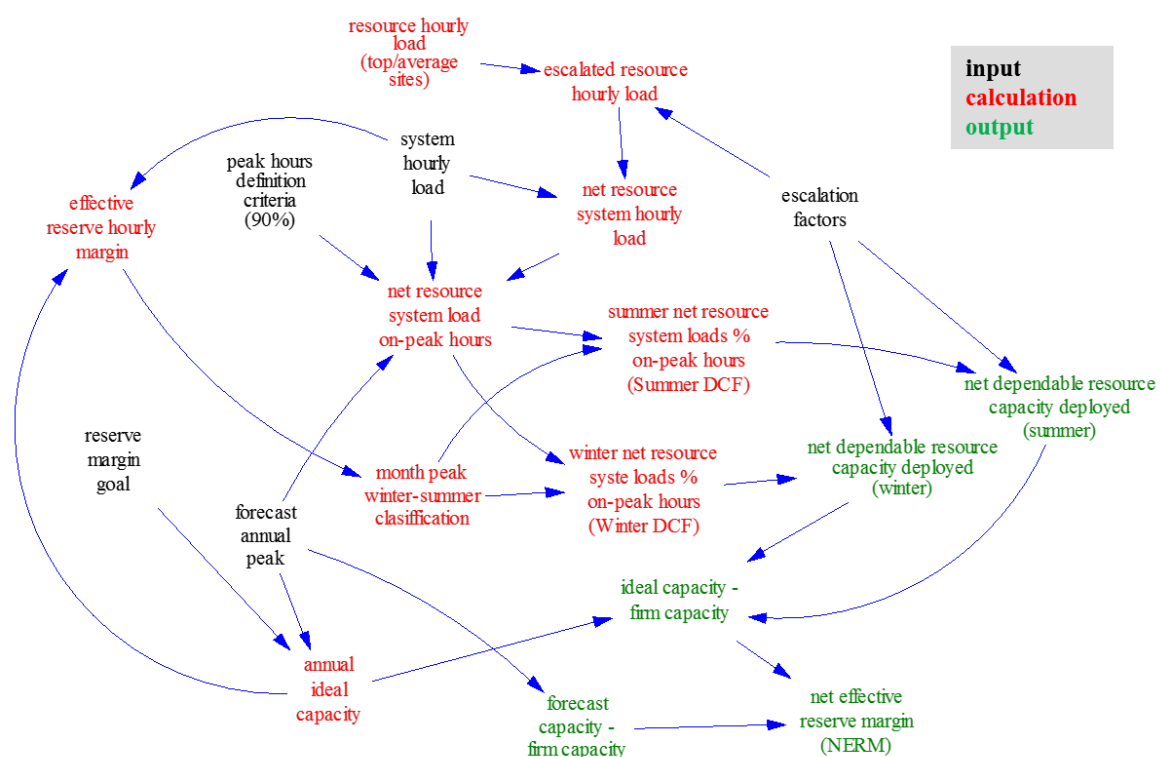 resource hourly
load
(top/average
sites)
escalated resource
hourly load
input
calculation
output
system
hourly
load
peak hours
definition
criteria
(90%)
effective
reserve hourly
margin
net resource
system hourly
load
escalation
factors
net resource
system load
on-peak hours
summer net resource
system loads %
on-peak hours
(Summer DCF)
net dependable resource
capacity deployed
(summer)
reserve
margin
goal
month peak
winter-summer
clasiffication
winter net resource
syste loads %
on-peak hours
(Winter DCF)
net dependable resource
capacity deployed
(winter)
forecast
annual
peak
ideal capacity -
firm capacity
annual
ideal
capacity
forecast
capacity -
firm capacity
net effective
reserve margin
(NERM)